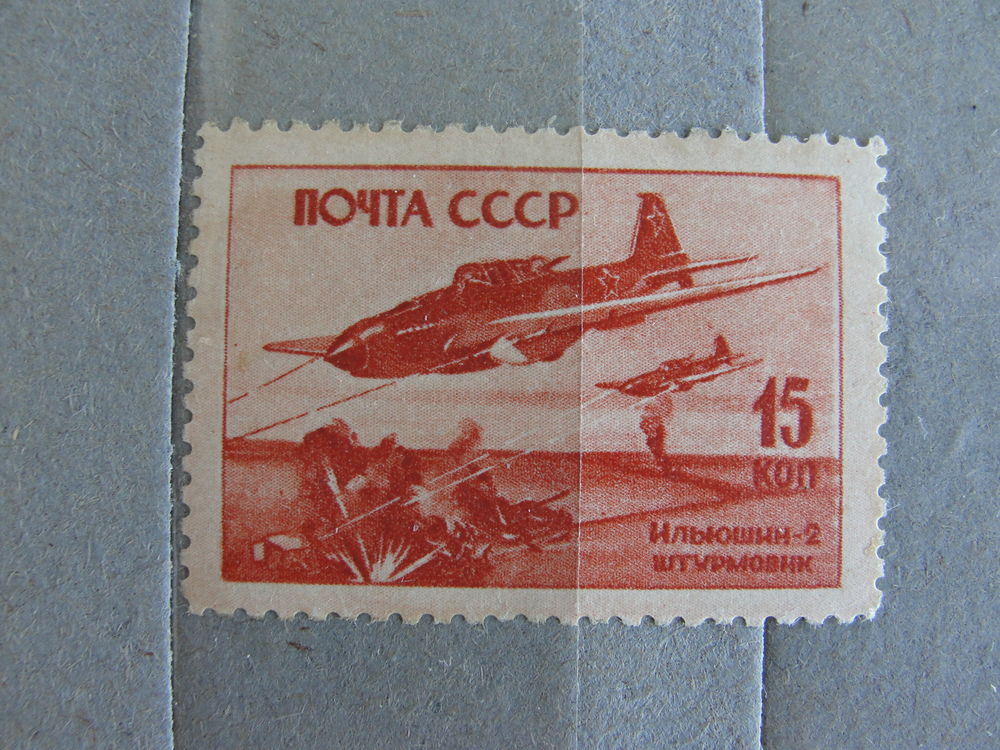 ПОЧТА СССР
15
КОП
Ильюшин-2
штурмовик